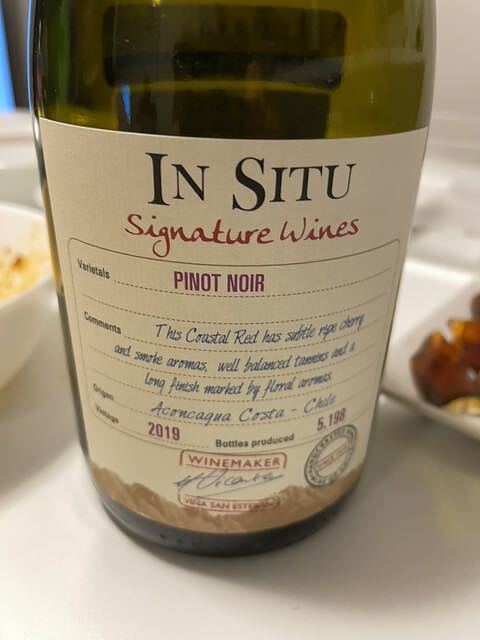 IN SITU
Signature Wines
Varietals PINOT NOIR
Comments This Coastal Red has subtle ripe cherry
and smoke aromas, well balanced tannins and a
long finish marked by floral aromas.
Origen Aconcagua Costa - Chile
Vintage 2019 Bottles produced 5.198
WINEMAKER
VIÑA SAN ESTEBAN